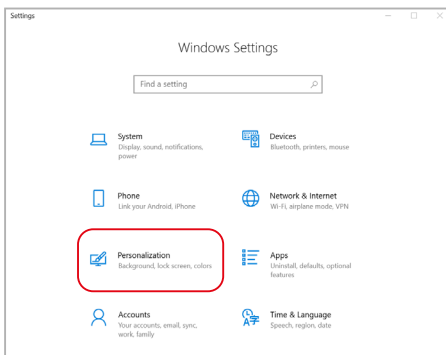 Settings
Windows Settings
Find a setting
System
Display, sound, notifications,
power
Devices
Bluetooth, printers, mouse
Phone
Link your Android, iPhone
Network & Internet
Wi-Fi, airplane mode, VPN
Personalization
Background, lock screen, colors
Apps
Uninstall, defaults, optional
features
Accounts
Your accounts, email, sync,
work, family
Time & Language
Speech, region, date